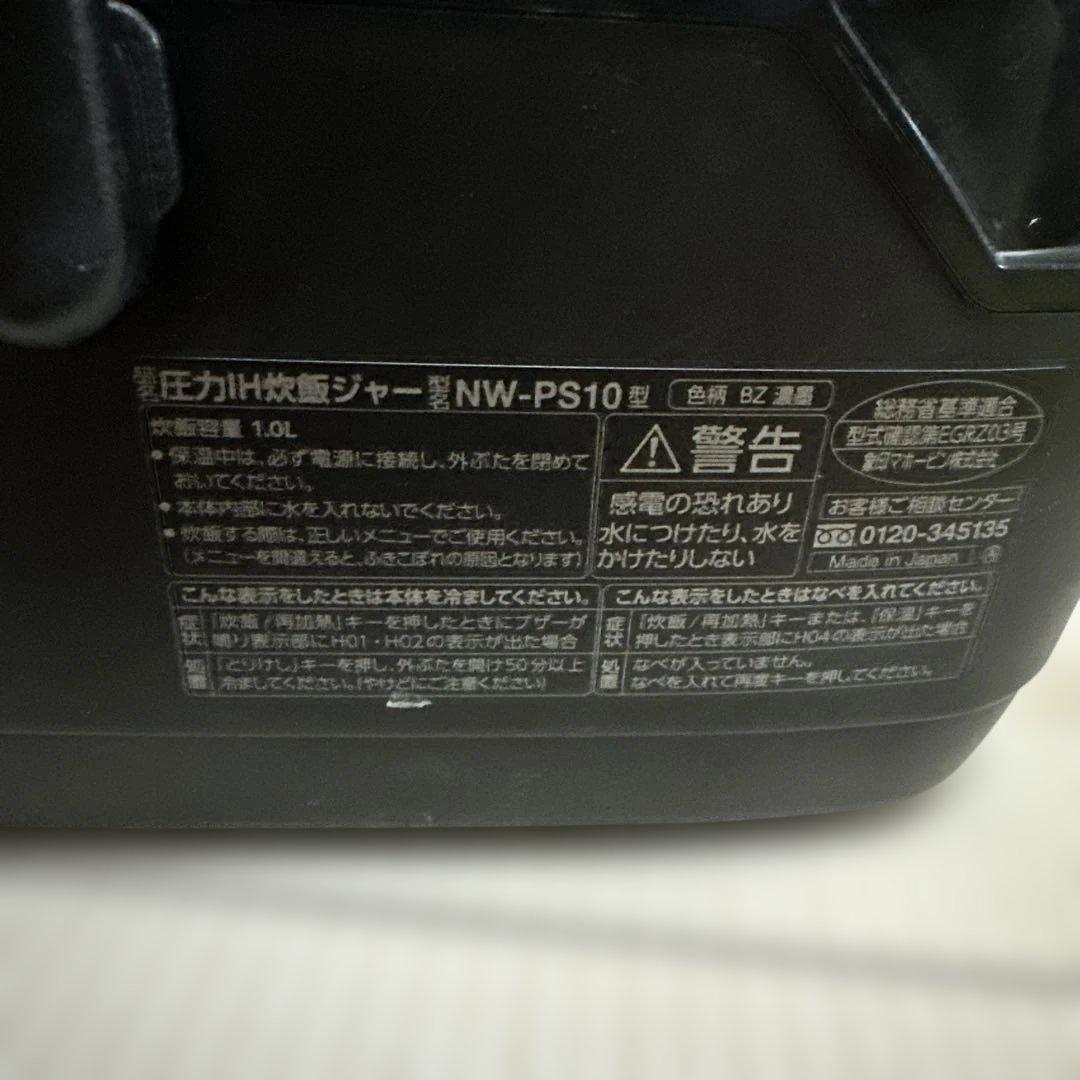 品名 圧力IH炊飯ジャー 型名 NW-PS10型 色柄 BZ 濃墨
炊飯容量 1.0L
●保温中は、必ず電源に接続し、外ぶたを閉めて
おいてください。
●本体内部に水を入れないでください。
●炊飯する際は、正しいメニューでご使用ください。
(メニューを間違えると、ふきこぼれの原因となります)
警告
感電の恐れあり
水につけたり、水を
かけたりしない
総務省基準適合
型式確認第EGRZ03号
象印マホービン株式会社
お客様ご相談センター
0120-345135
Made in Japan Ⓐ
こんな表示をしたときは本体を冷ましてください。
症状 「炊飯/再加熱」キーを押したときにブザーが
鳴り表示部にH01・H02の表示が出た場合
処置 「とりけし」キーを押し、外ぶたを開け50分以上
冷ましてください。(やけどにご注意ください)
こんな表示をしたときはなべを入れてください。
症状 「炊飯/再加熱」キーまたは、「保温」キーを
押したとき表示部にH04の表示が出た場合
処置 なべが入っていません。
なべを入れて再度キーを押してください。